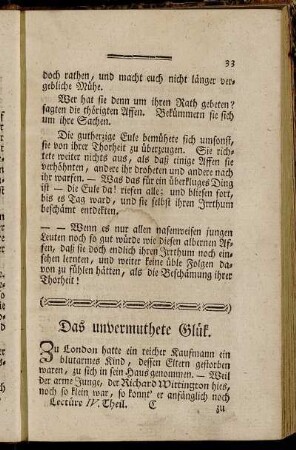 33
doch rathen, und macht euch nicht länger ver-
gebliche Mühe.
Wer hat sie denn um ihren Rath gebeten?
sagten die thörigten Affen. Bekümmern sie sich
um ihre Sachen.
Die gutherzige Eule bemühete sich umsonst,
sie von ihrer Thorheit zu überzeugen. Sie rich-
tete weiter nichts aus, als daß einige Affen sie
verhöhnten, andere ihr droheten und andere nach
ihr warfen. — Was das für ein überkluges Ding
ist — die Eule da! riefen alle; und bliesen fort,
bis es Tag ward, und sie selbst ihren Irrthum
beschämt entdekten.
— — Wenn es nur allen nasenweisen jungen
Leuten noch so gut würde wie diesen albernen Af-
fen, daß sie doch endlich ihren Irrthum noch ein-
sehen lernten, und weiter keine üble Folgen da-
von zu fühlen hätten, als die Beschämung ihrer
Thorheit!
Das unvermuthete Glük.
Zu London hatte ein reicher Kaufmann ein
blutarmes Kind, dessen Eltern gestorben
waren, zu sich in sein Haus genommen. — Weil
der arme Junge, der Richard Wittington hies,
noch so klein war, so konnt' er anfänglich noch
Lectüre IV. Theil. C zu